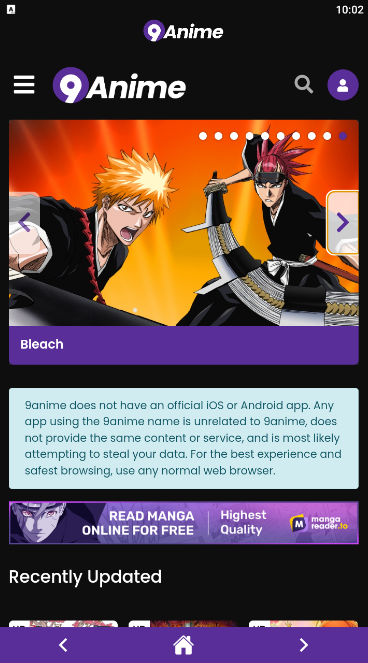 A
10:02
9Anime
9Anime
Bleach
9anime does not have an official iOS or Android app. Any
app using the 9anime name is unrelated to 9anime, does
not provide the same content or service, and is most likely
attempting to steal your data. For the best experience and
safest browsing, use any normal web browser.
READ MANGA
ONLINE FOR FREE
Highest
Quality
M
manga
reader.to
Recently Updated